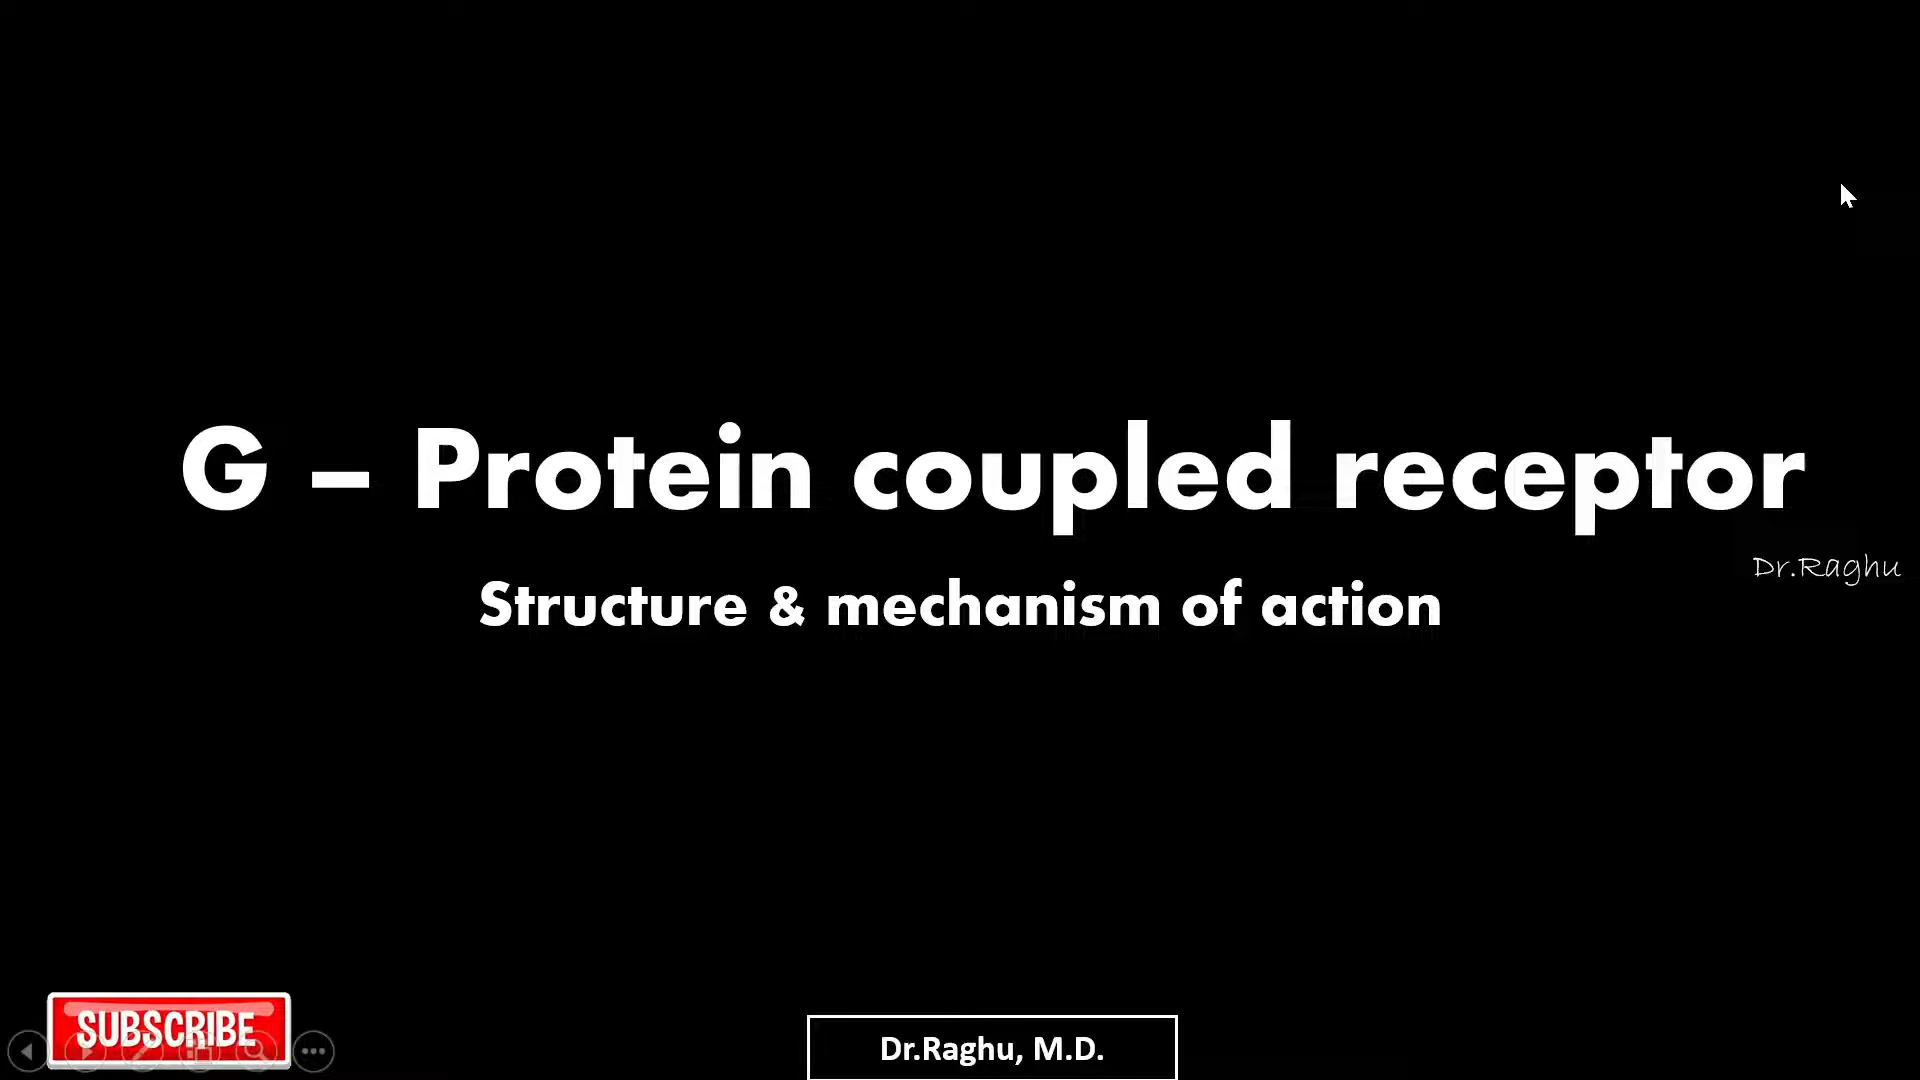 G – Protein coupled receptor
Dr.Raghu
Structure & mechanism of action
SUBSCRIBE
Dr.Raghu, M.D.